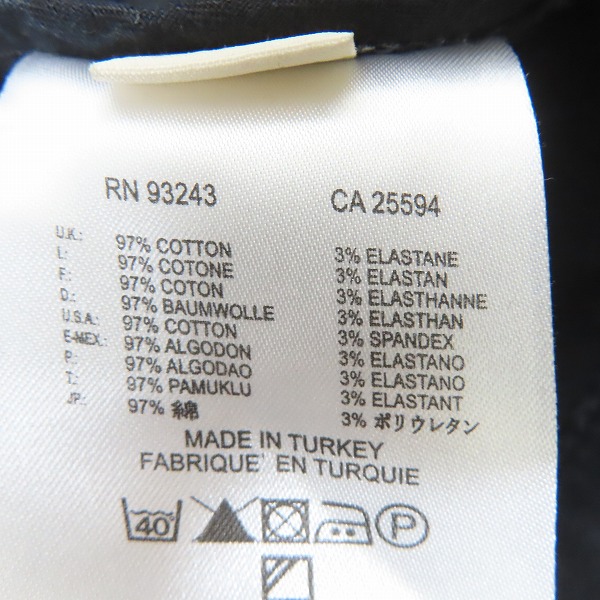 RN 93243 CA 25594
U.K.: 97% COTTON 3% ELASTANE
I.: 97% COTONE 3% ELASTAN
F.: 97% COTON 3% ELASTHANNE
D.: 97% BAUMWOLLE 3% ELASTHAN
U.S.A.: 97% COTTON 3% SPANDEX
E-MEX.: 97% ALGODON 3% ELASTANO
P.: 97% ALGODAO 3% ELASTANO
T.: 97% PAMUKLU 3% ELASTANT
JP.: 97% 綿 3% ポリウレタン
MADE IN TURKEY
FABRIQUE' EN TURQUIE
40 P